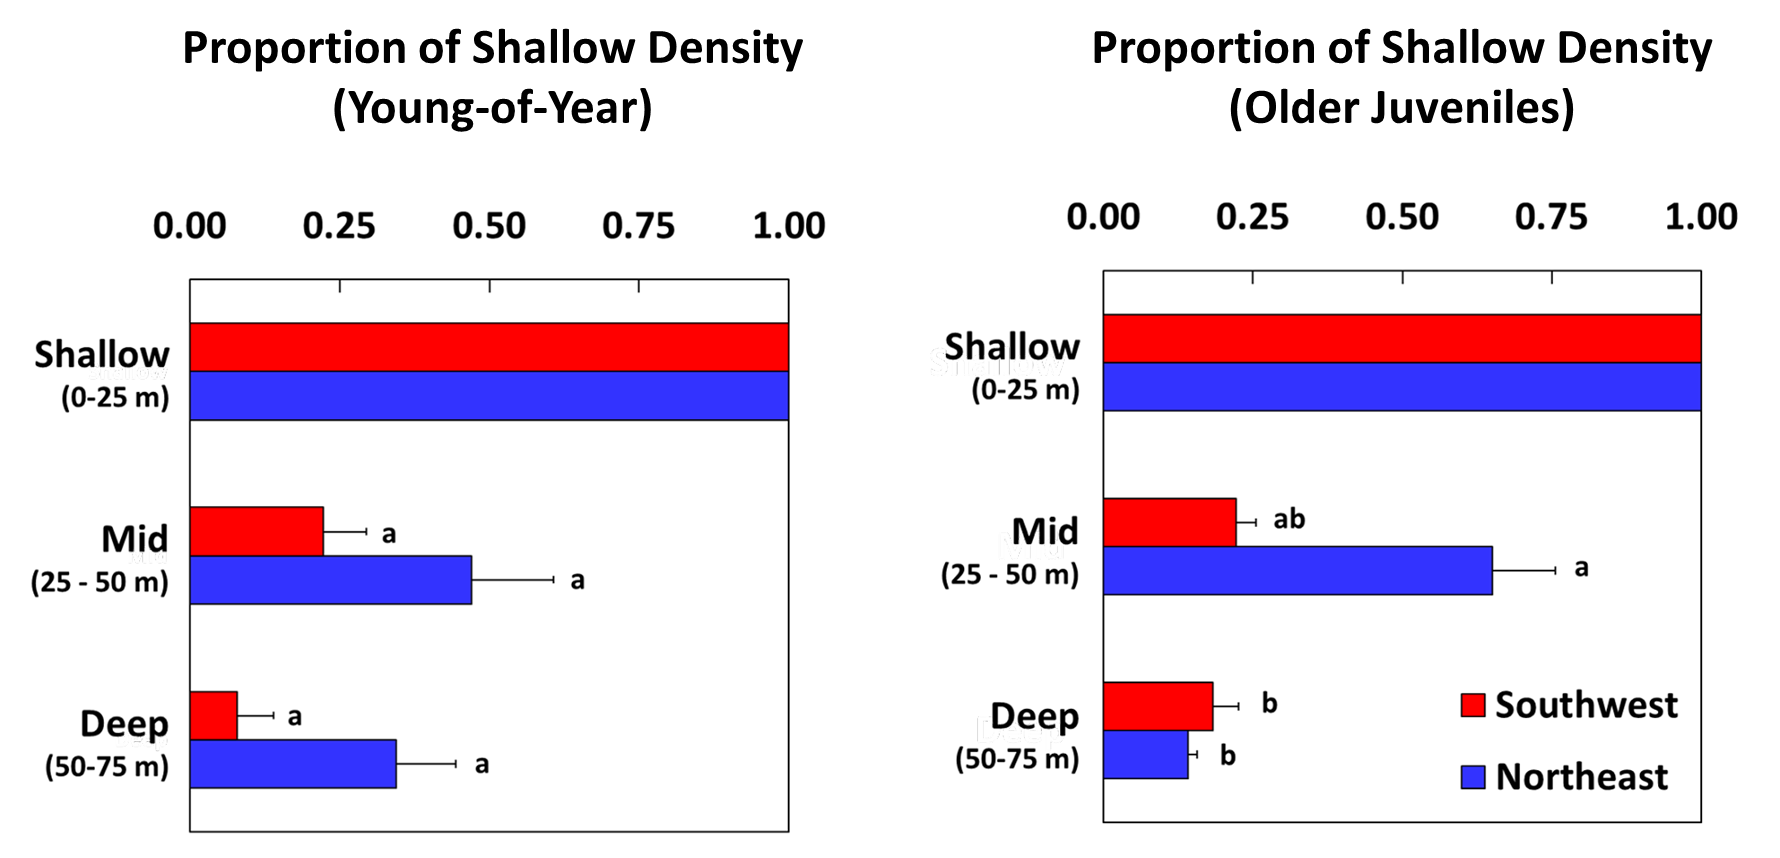 Proportion of Shallow Density
(Young-of-Year)
0.00 0.25 0.50 0.75 1.00
Shallow
(0-25 m)
Mid
(25 - 50 m)
Deep
(50-75 m)
a
a
a
a
Proportion of Shallow Density
(Older Juveniles)
0.00 0.25 0.50 0.75 1.00
Shallow
(0-25 m)
Mid
(25 - 50 m)
Deep
(50-75 m)
ab
a
b
b
Southwest
Northeast